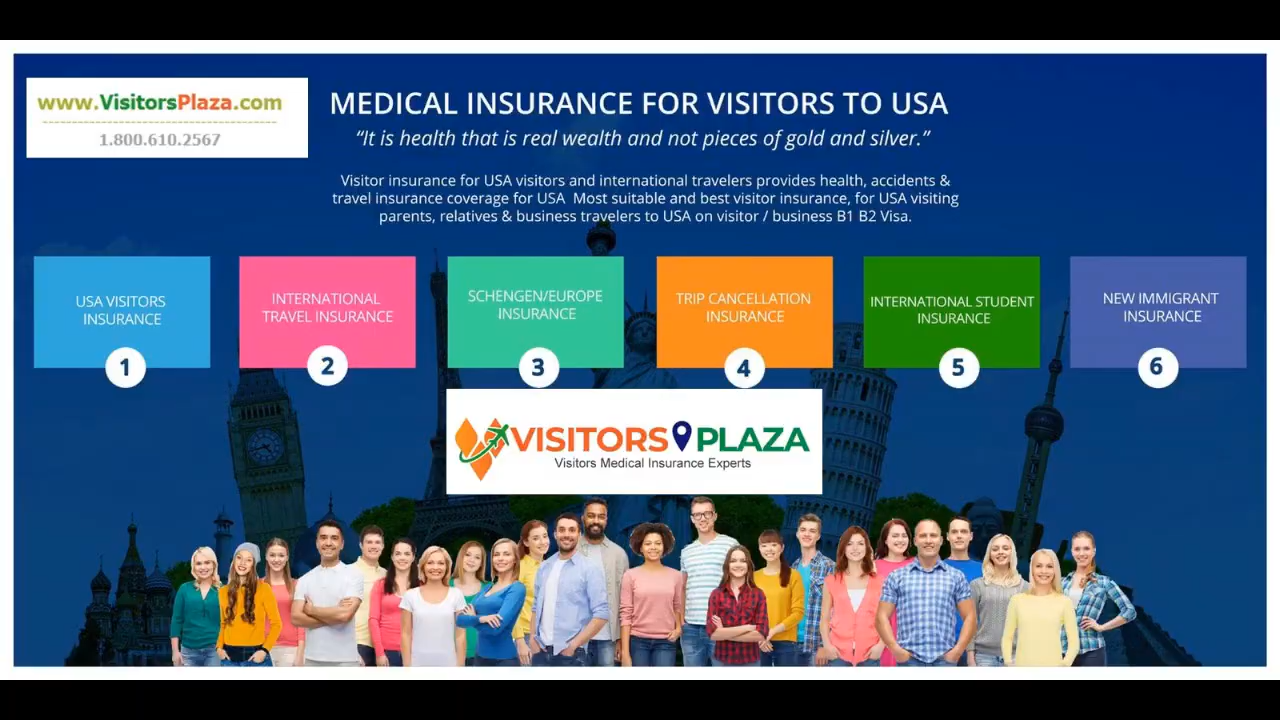 www.VisitorsPlaza.com
1.800.610.2567
MEDICAL INSURANCE FOR VISITORS TO USA
“It is health that is real wealth and not pieces of gold and silver.”
Visitor insurance for USA visitors and international travelers provides health, accidents &
travel insurance coverage for USA Most suitable and best visitor insurance, for USA visiting
parents, relatives & business travelers to USA on visitor / business B1 B2 Visa.
USA VISITORS
INSURANCE
1
INTERNATIONAL
TRAVEL INSURANCE
2
SCHENGEN/EUROPE
INSURANCE
3
TRIP CANCELLATION
INSURANCE
4
INTERNATIONAL STUDENT
INSURANCE
5
NEW IMMIGRANT
INSURANCE
6
VISITORS PLAZA
Visitors Medical Insurance Experts